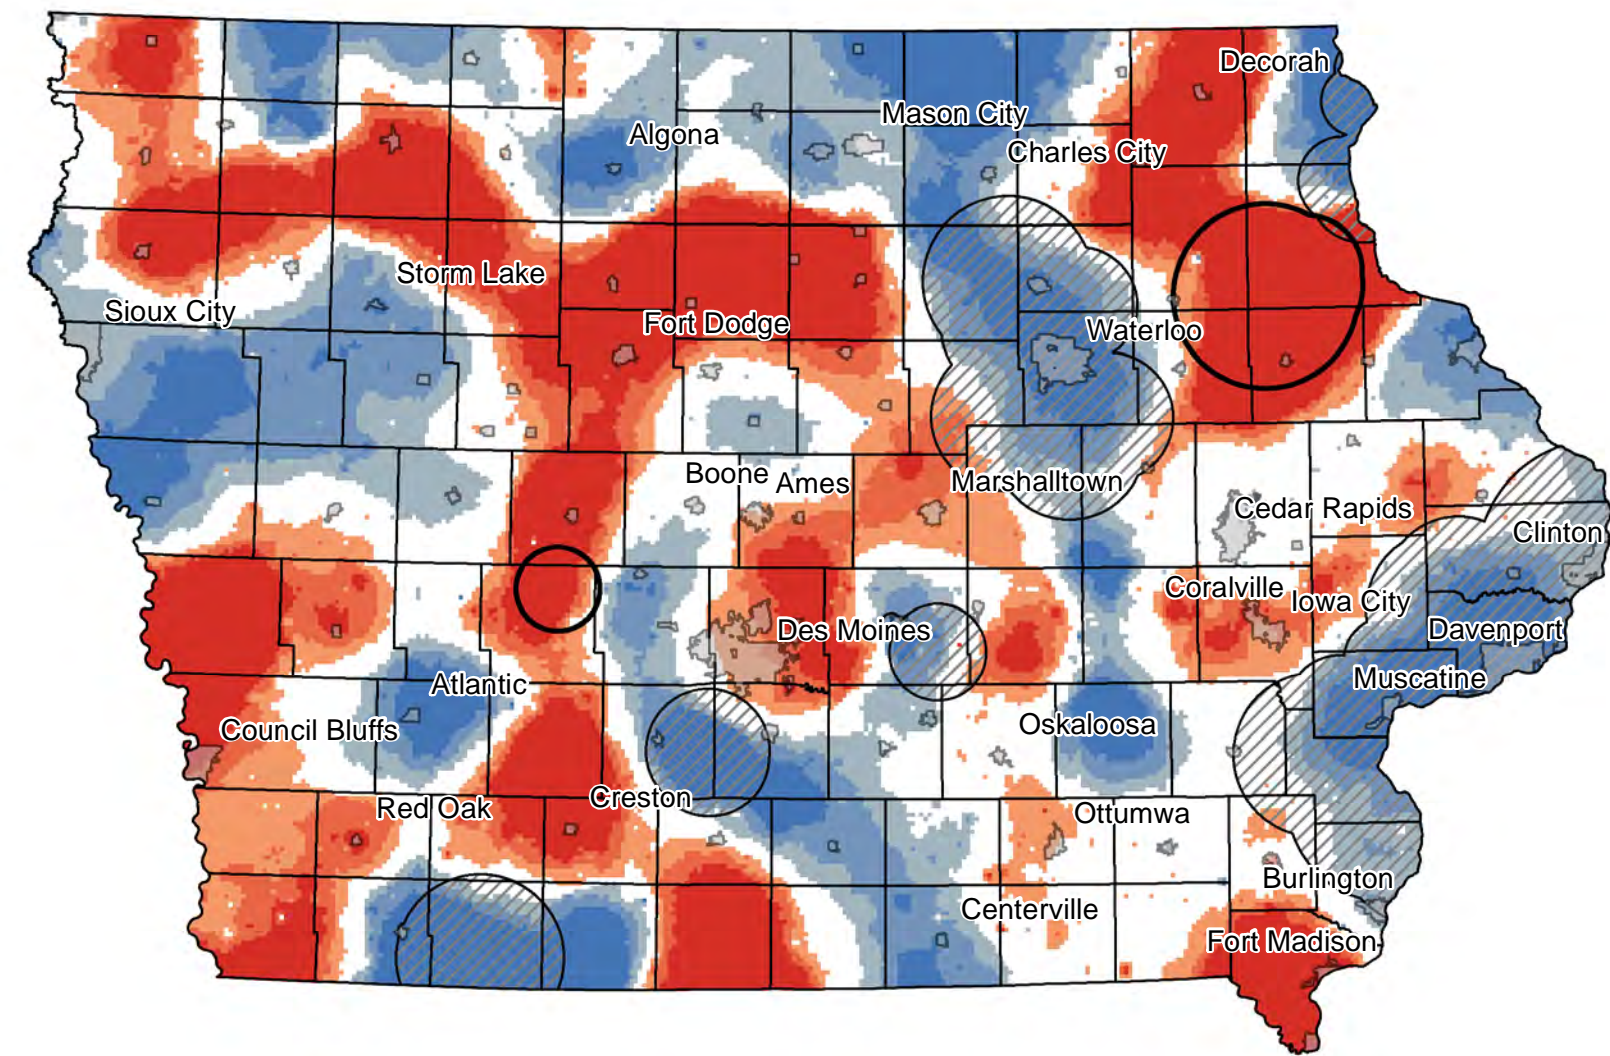 Decorah
Mason City
Algona
Charles City
Storm Lake
Sioux City
Fort Dodge
Waterloo
Boone
Ames
Marshalltown
Cedar Rapids
Clinton
Coralville
Iowa City
Des Moines
Davenport
Muscatine
Atlantic
Council Bluffs
Oskaloosa
Creston
Red Oak
Ottumwa
Burlington
Centerville
Fort Madison